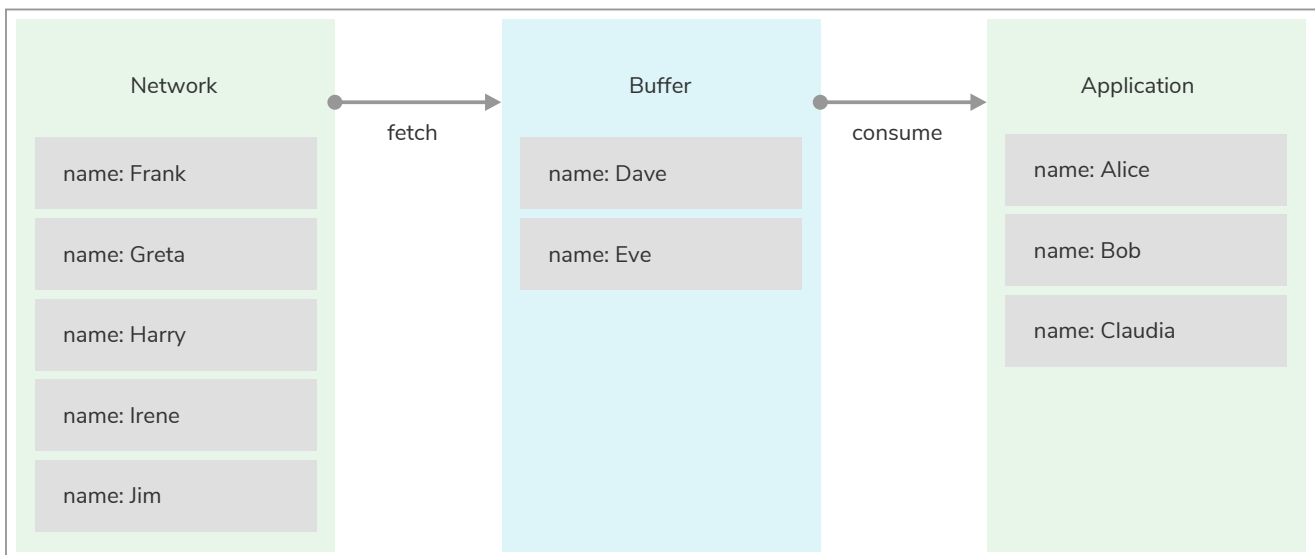 Network
fetch
name: Frank
name: Greta
name: Harry
name: Irene
name: Jim
Buffer
consume
name: Dave
name: Eve
Application
name: Alice
name: Bob
name: Claudia